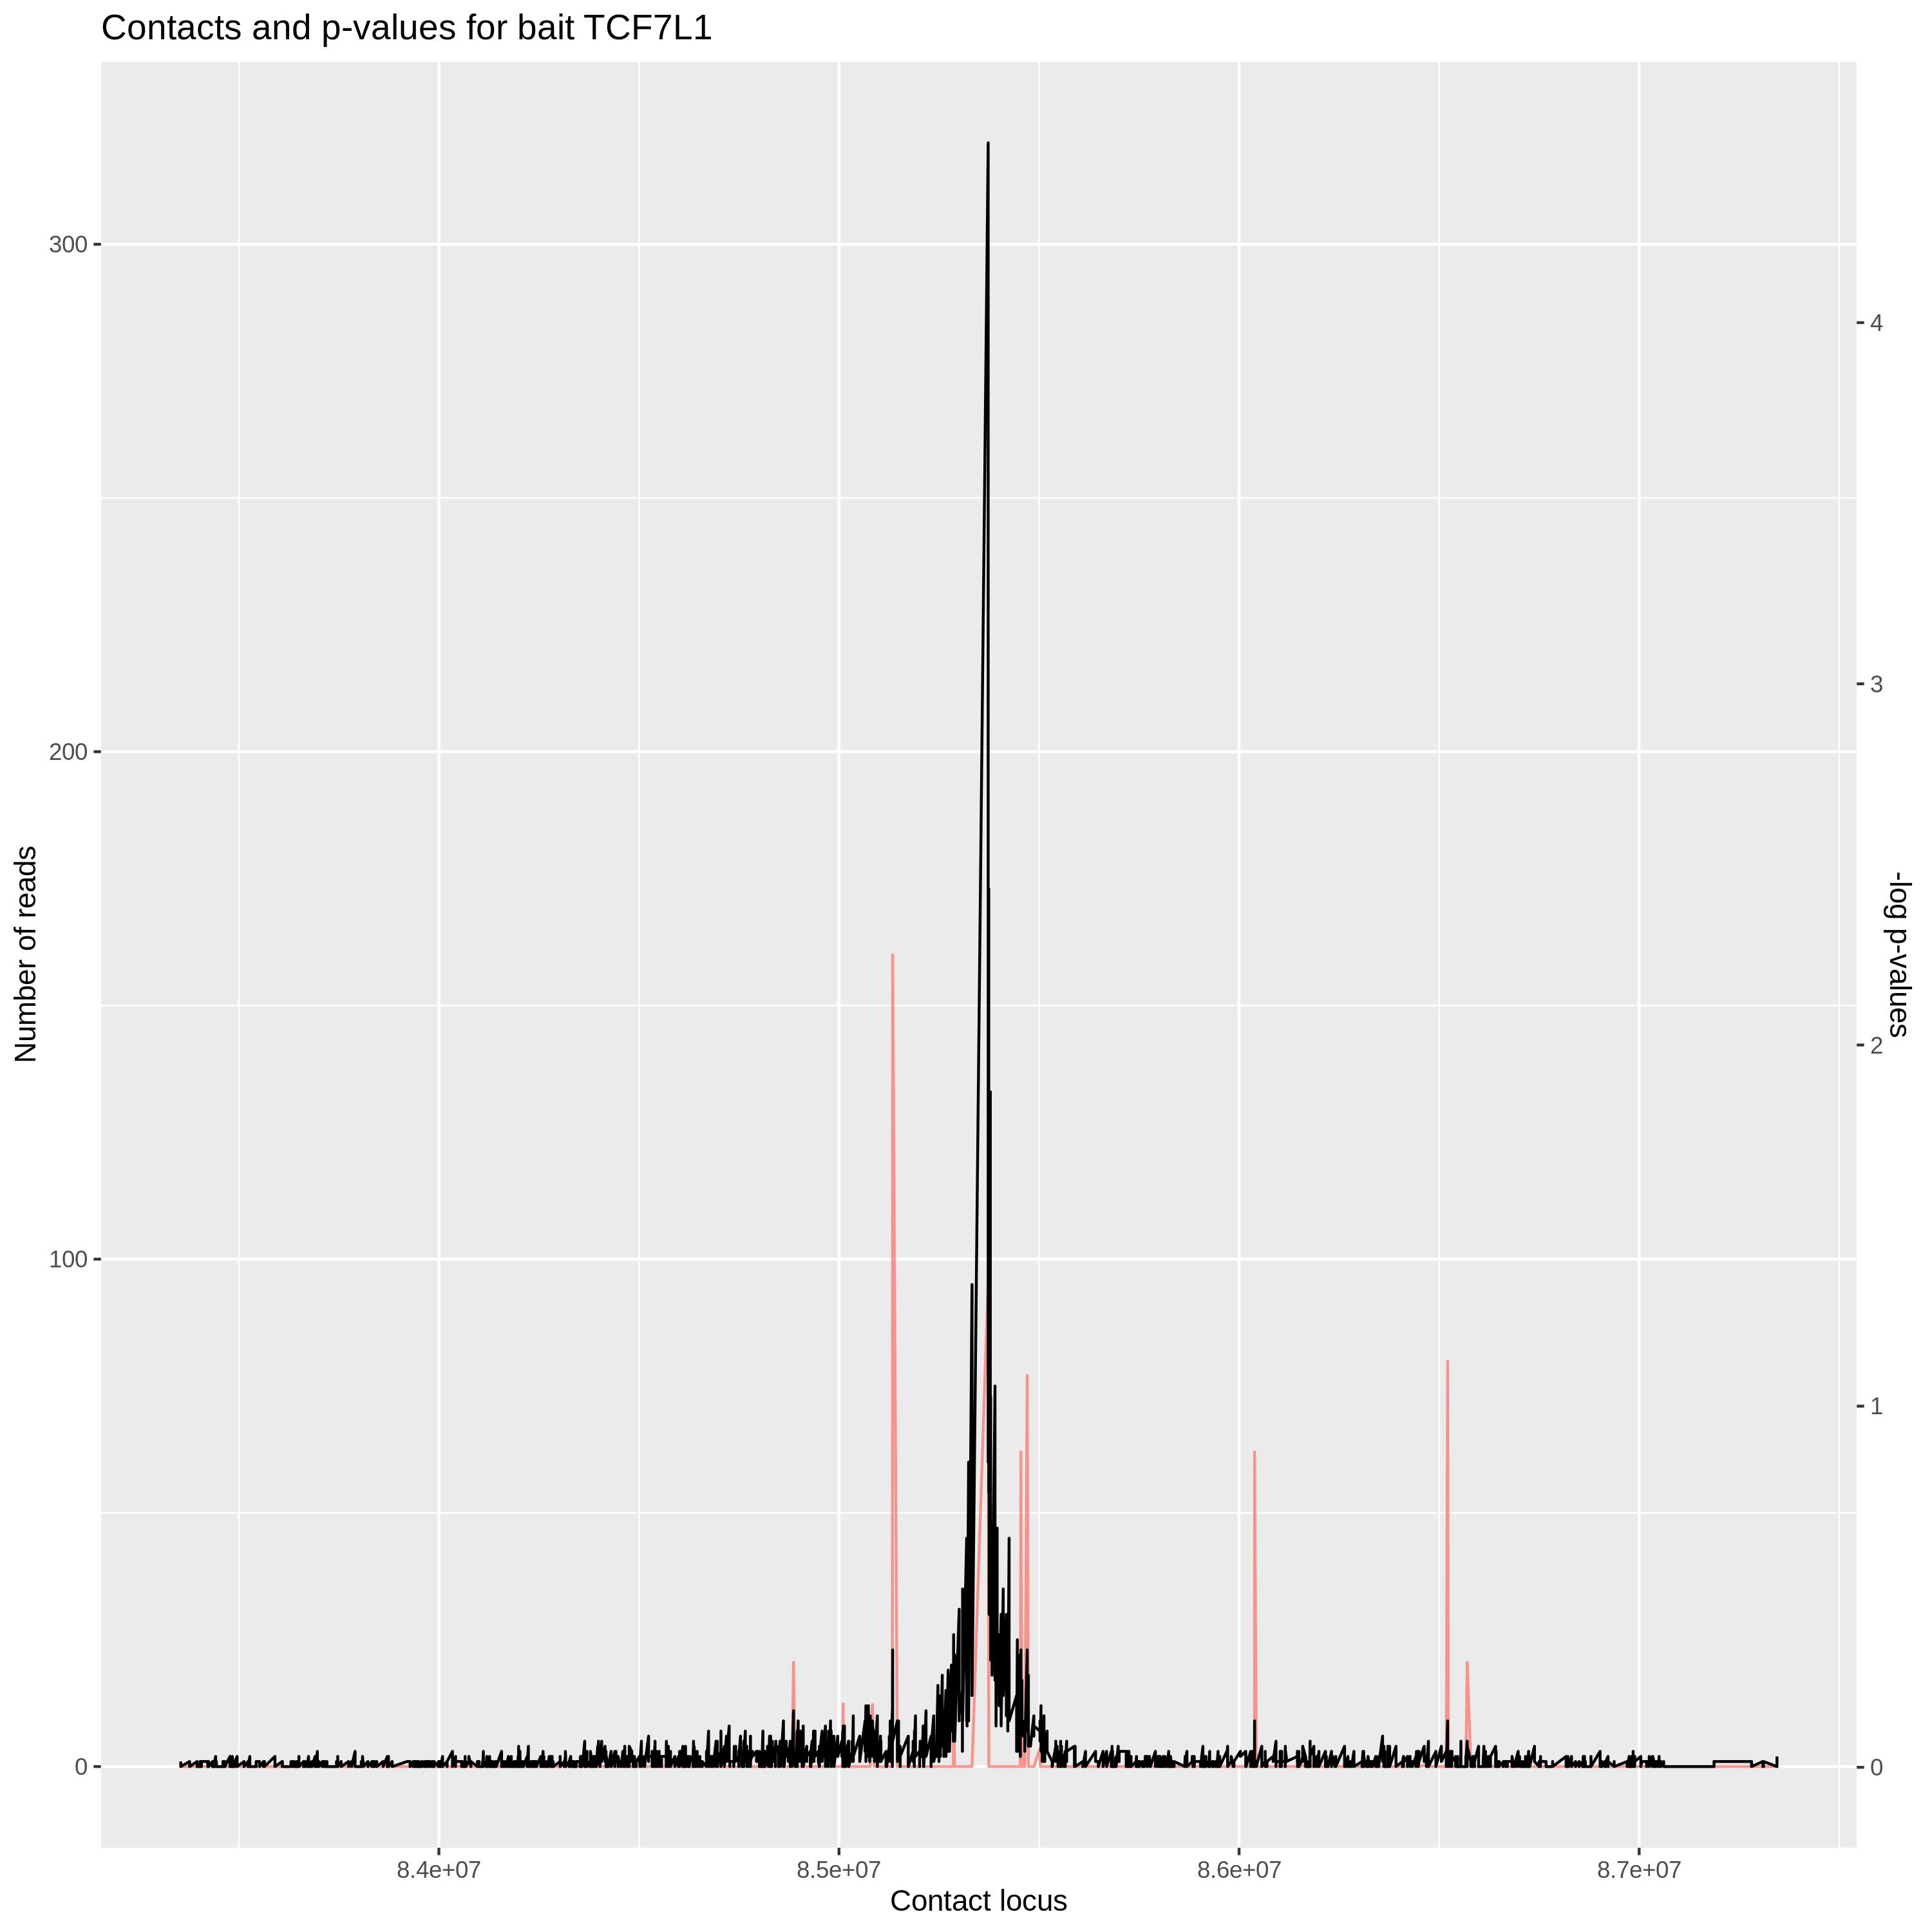 Contacts and p-values for bait TCF7L1
300
200
100
0
Number of reads
4
3
2
1
0
-log p-values
8.4e+07
8.5e+07
8.6e+07
8.7e+07
Contact locus